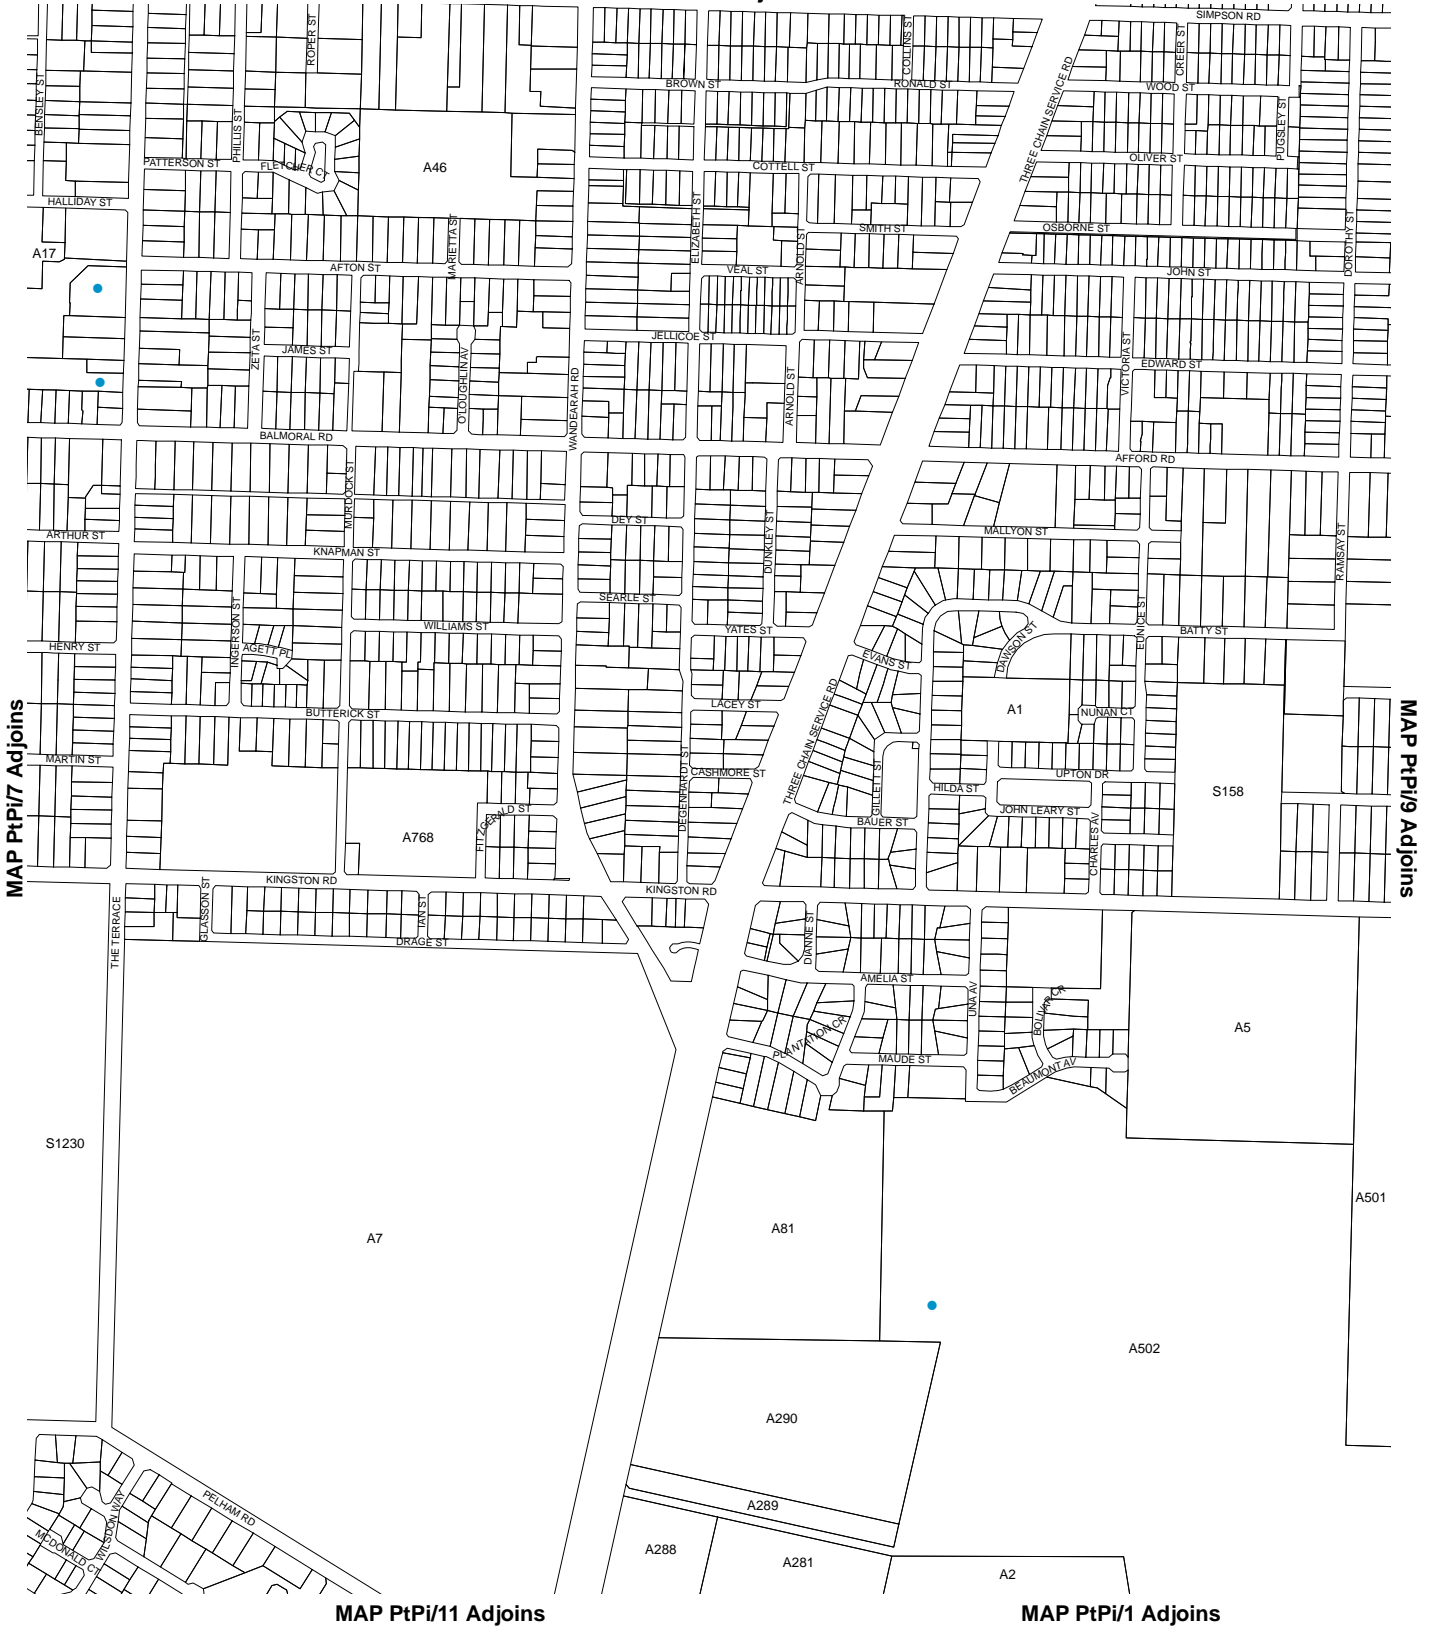 SIMPSON RD
ROPER ST
COLLINS ST
CREER ST
BENSLEY ST
BROWN ST
RONALD ST
THREE CHAIN SERVICE RD
WOOD ST
PHILLIS ST
PUGSLEY ST
PATTERSON ST
FLETCHER CT
A46
COTTELL ST
OLIVER ST
HALLIDAY ST
MARIETTA ST
ELIZABETH ST
ARNOLD ST
SMITH ST
OSBORNE ST
DOROTHY ST
A17
AFTON ST
VEAL ST
JOHN ST
ZETA ST
JAMES ST
O'LOUGHLIN AV
JELLICOE ST
VICTORIA ST
EDWARD ST
WANDEARAH RD
ARNOLD ST
BALMORAL RD
AFFORD RD
MURDOCK ST
DEY ST
DUNKLEY ST
MALLYON ST
RAMSAY ST
ARTHUR ST
KNAPMAN ST
SEARLE ST
INGERSON ST
WILLIAMS ST
YATES ST
DAWSON ST
EUNICE ST
BATTY ST
HENRY ST
AGETT PL
EVANS ST
LACEY ST
A1
NUNAN CT
BUTTERICK ST
THREE CHAIN SERVICE RD
MARTIN ST
DEGENHARDT ST
CASHMORE ST
GILLETT ST
HILDA ST
UPTON DR
S158
JOHN LEARY ST
A768
FITZGERALD ST
BAUER ST
CHARLES AV
MAP PtPi/7 Adjoins
MAP PtPi/9 Adjoins
KINGSTON RD
KINGSTON RD
THE TERRACE
GLASSON ST
IAN ST
DRAGE ST
DIANNE ST
AMELIA ST
UNA AV
BOLIVAR CR
A5
PLANTATION CR
MAUDE ST
BEAUMONT AV
S1230
A501
A7
A81
A502
A290
PELHAM RD
WILSDON WAY
MCDONALD CT
A289
A288
A281
A2
MAP PtPi/11 Adjoins
MAP PtPi/1 Adjoins